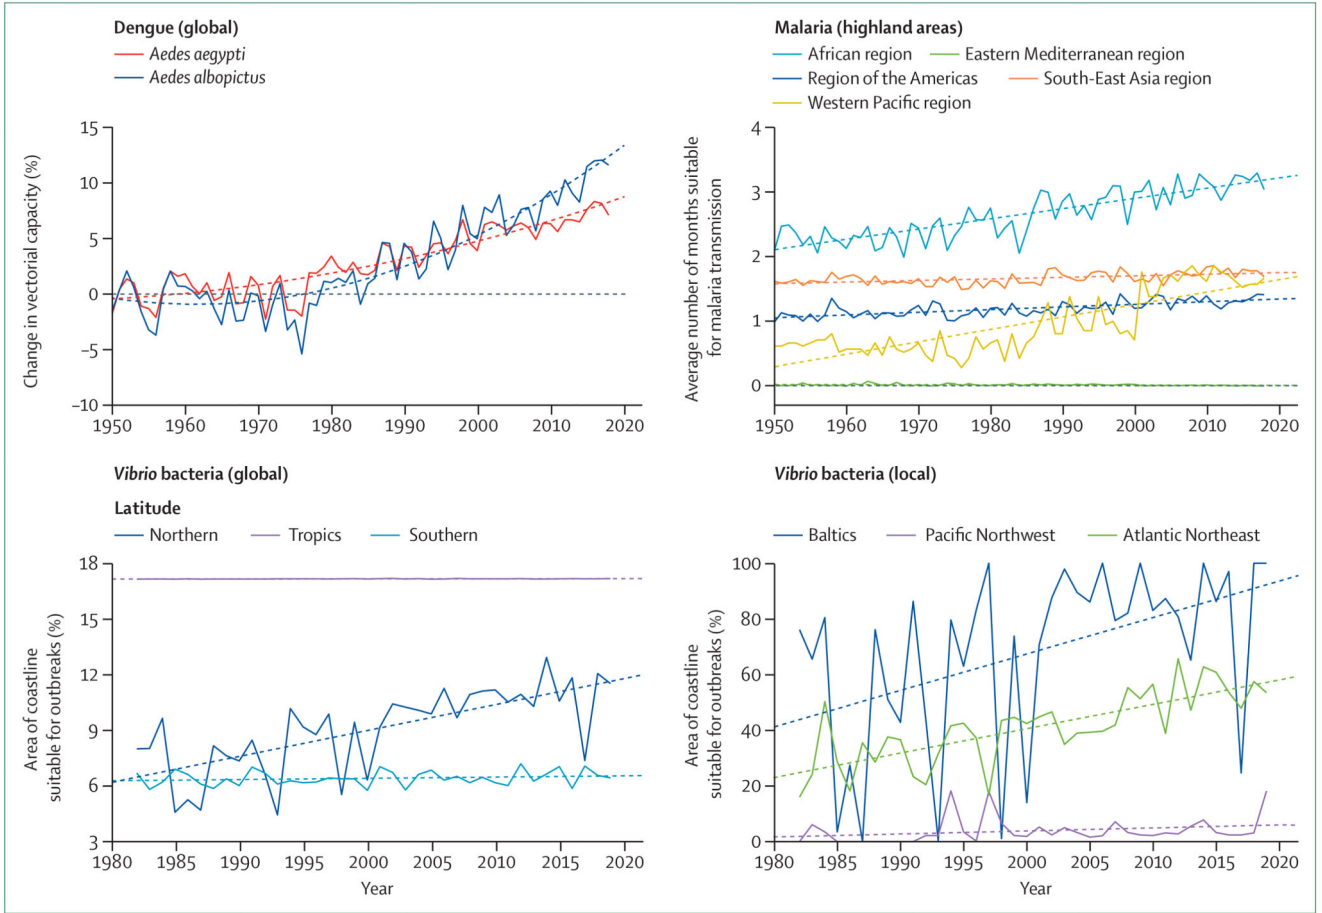 Dengue (global)
Aedes aegypti
Aedes albopictus
Change in vectorial capacity (%)
15
10
5
0
–5
–10
1950 1960 1970 1980 1990 2000 2010 2020
Malaria (highland areas)
African region Eastern Mediterranean region
Region of the Americas South-East Asia region
Western Pacific region
Average number of months suitable
for malaria transmission
4
3
2
1
0
1950 1960 1970 1980 1990 2000 2010 2020
Vibrio bacteria (global)
Latitude
Northern Tropics Southern
Area of coastline
suitable for outbreaks (%)
18
15
12
9
6
3
1980 1985 1990 1995 2000 2005 2010 2015 2020
Year
Vibrio bacteria (local)
Baltics Pacific Northwest Atlantic Northeast
Area of coastline
suitable for outbreaks (%)
100
80
60
40
20
0
1980 1985 1990 1995 2000 2005 2010 2015 2020
Year